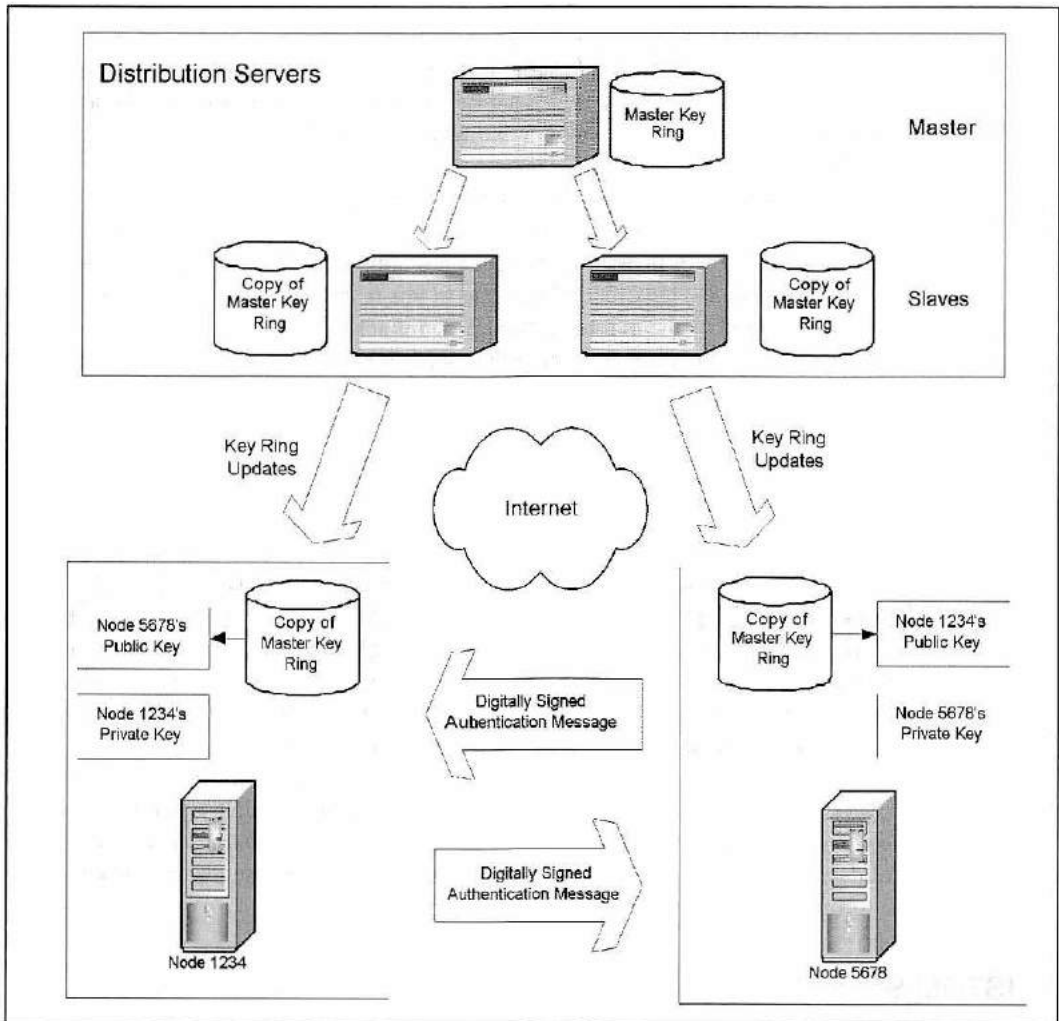 Distribution Servers
Master Key
Ring
Master
Copy of
Master Key
Ring
Copy of
Master Key
Ring
Slaves
Key Ring
Updates
Key Ring
Updates
Internet
Node 5678's
Public Key
Copy of
Master Key
Ring
Copy of
Master Key
Ring
Node 1234's
Public Key
Node 1234's
Private Key
Digitally Signed
Authentication Message
Node 5678's
Private Key
Digitally Signed
Authentication Message
Node 1234
Node 5678